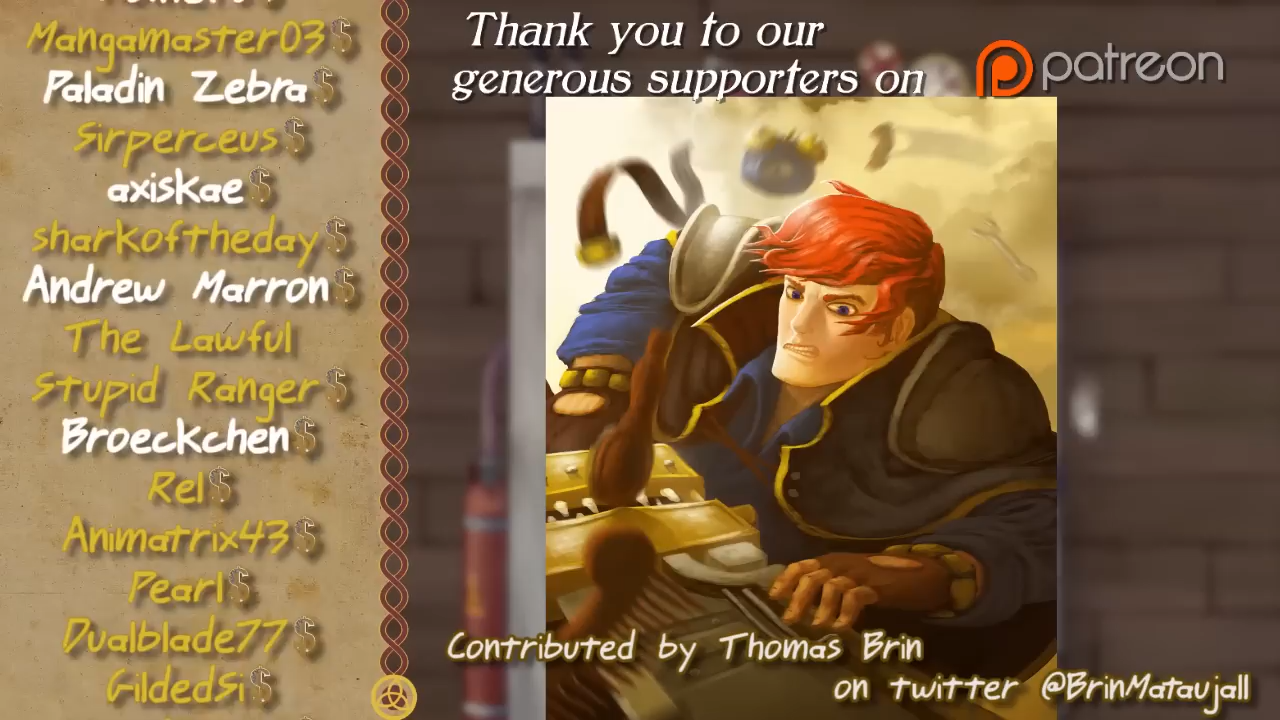 Mangamaster03$
Paladin Zebra$
Sirperceus$
axiskae$
sharkoftheday$
Andrew Marron$
The Lawful
Stupid Ranger$
Broeckchen$
Rel$
Animatrix43$
Pearl$
Dualblade77$
GildedSi$
Thank you to our
generous supporters on
patreon
Contributed by Thomas Brin
on twitter @BrinMataujall